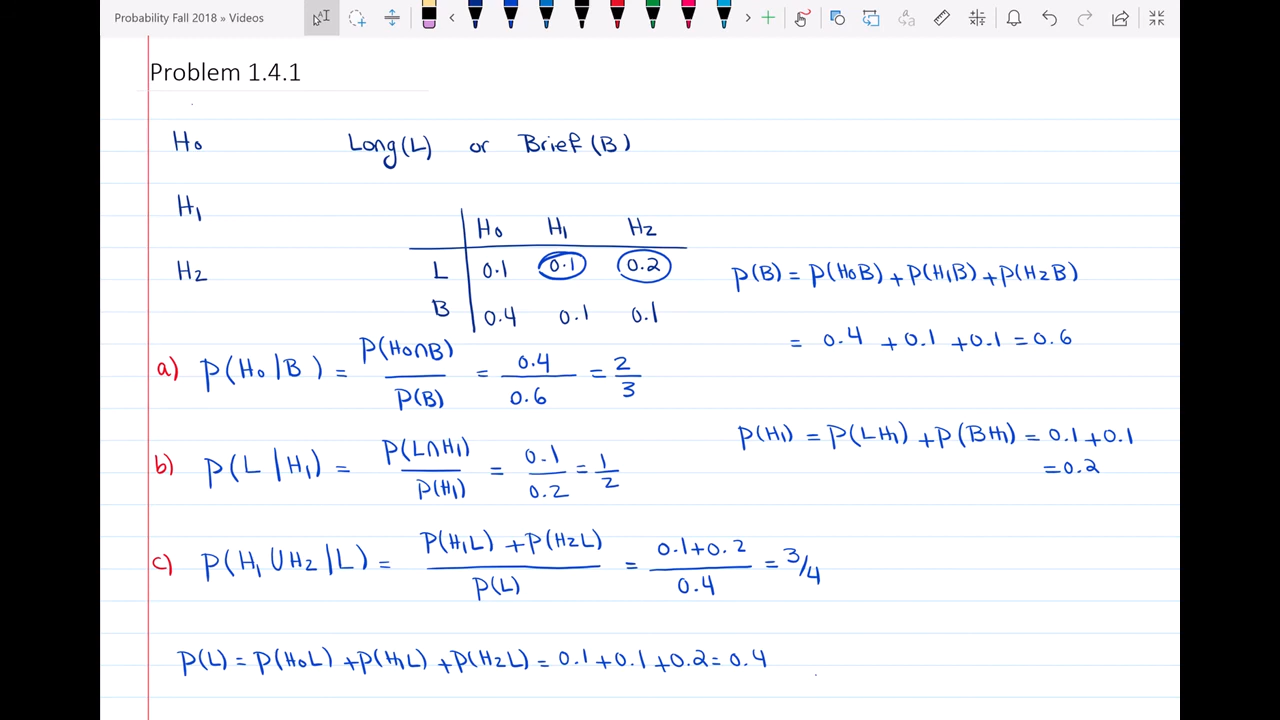 Probability Fall 2018 » Videos
Problem 1.4.1
H0 Long(L) or Brief(B)
H1
H2
H0 H1 H2
L 0.1 0.1 0.2
B 0.4 0.1 0.1
P(B) = P(H0B) + P(H1B) + P(H2B)
= 0.4 + 0.1 + 0.1 = 0.6
a) P(H0|B) = P(H0∩B) / P(B) = 0.4 / 0.6 = 2/3
P(H1) = P(LH1) + P(BH1) = 0.1 + 0.1
= 0.2
b) P(L|H1) = P(L∩H1) / P(H1) = 0.1 / 0.2 = 1/2
c) P(H1 ∪ H2|L) = P(H1L) + P(H2L) / P(L) = 0.1+0.2 / 0.4 = 3/4
P(L) = P(H0L) + P(H1L) + P(H2L) = 0.1 + 0.1 + 0.2 = 0.4